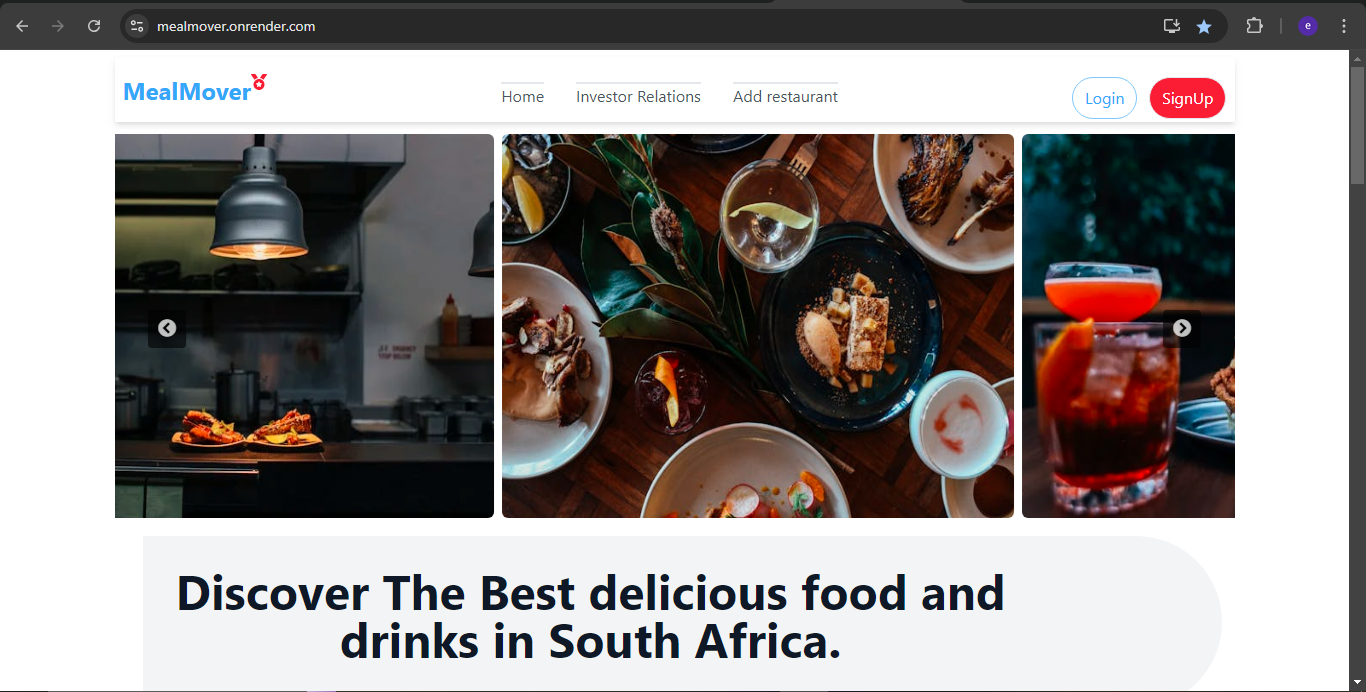 mealmover.onrender.com
e
MealMover
Home
Investor Relations
Add restaurant
Login
SignUp
Discover The Best delicious food and
drinks in South Africa.